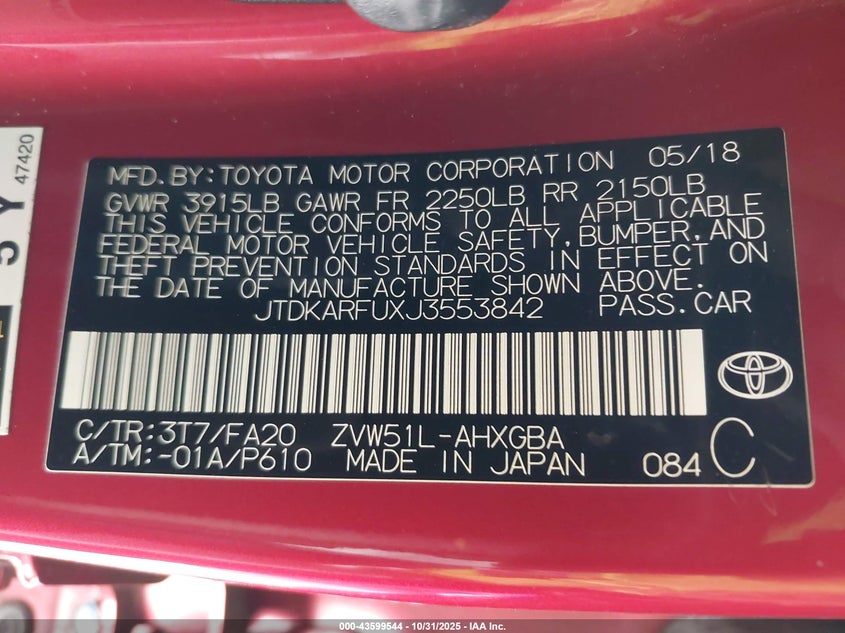 47420
5 Y
MFD. BY: TOYOTA MOTOR CORPORATION 05/18
GVWR 3915LB GAWR FR 2250LB RR 2150LB
THIS VEHICLE CONFORMS TO ALL APPLICABLE
FEDERAL MOTOR VEHICLE SAFETY, BUMPER, AND
THEFT PREVENTION STANDARDS IN EFFECT ON
THE DATE OF MANUFACTURE SHOWN ABOVE.
JTDKARFUXJ3553842 PASS. CAR
C/TR: 3T7/FA20 ZVW51L-AHXGBA
A/TM: -01A/P610 MADE IN JAPAN 084 C
000-43599544 - 10/31/2025 - IAA Inc.